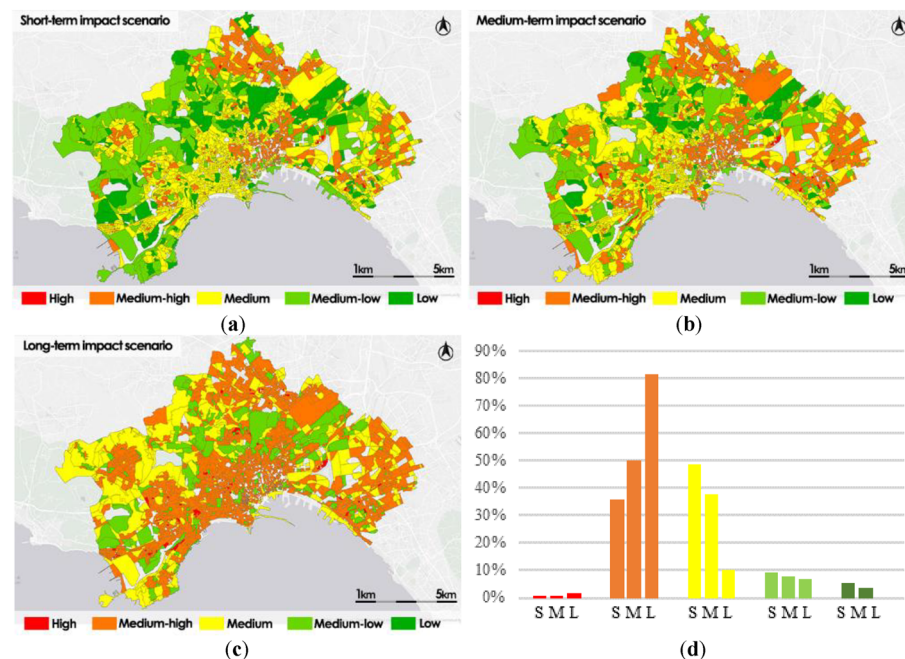 Short-term impact scenario
1km 5km
High Medium-high Medium Medium-low Low
(a)
Medium-term impact scenario
1km 5km
High Medium-high Medium Medium-low Low
(b)
Long-term impact scenario
1km 5km
High Medium-high Medium Medium-low Low
(c)
90%
80%
70%
60%
50%
40%
30%
20%
10%
0%
S M L S M L S M L S M L S M L
(d)